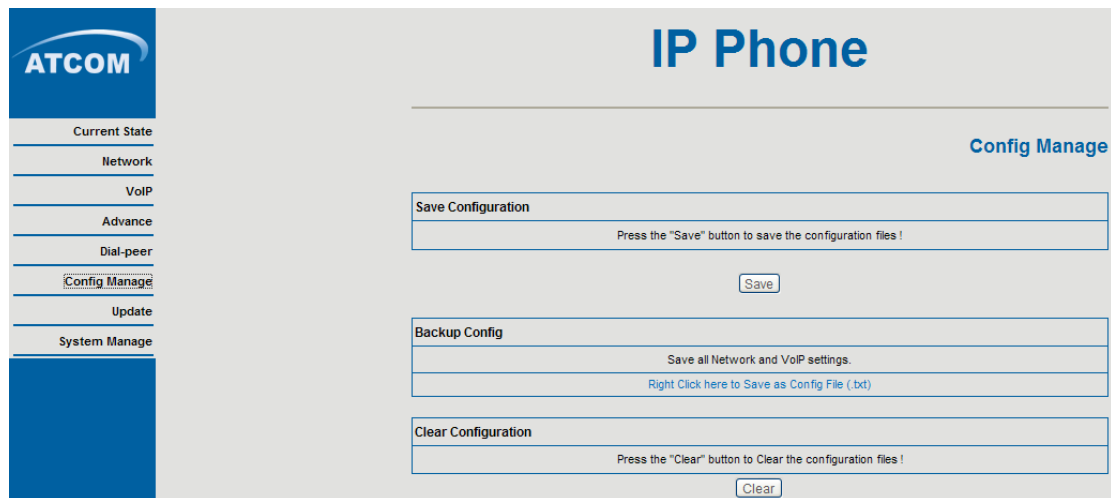 ATCOM
IP Phone
Current State
Network
VoIP
Advance
Dial-peer
Config Manage
Update
System Manage
Config Manage
Save Configuration
Press the "Save" button to save the configuration files !
Save
Backup Config
Save all Network and VoIP settings.
Right Click here to Save as Config File (.txt)
Clear Configuration
Press the "Clear" button to Clear the configuration files !
Clear